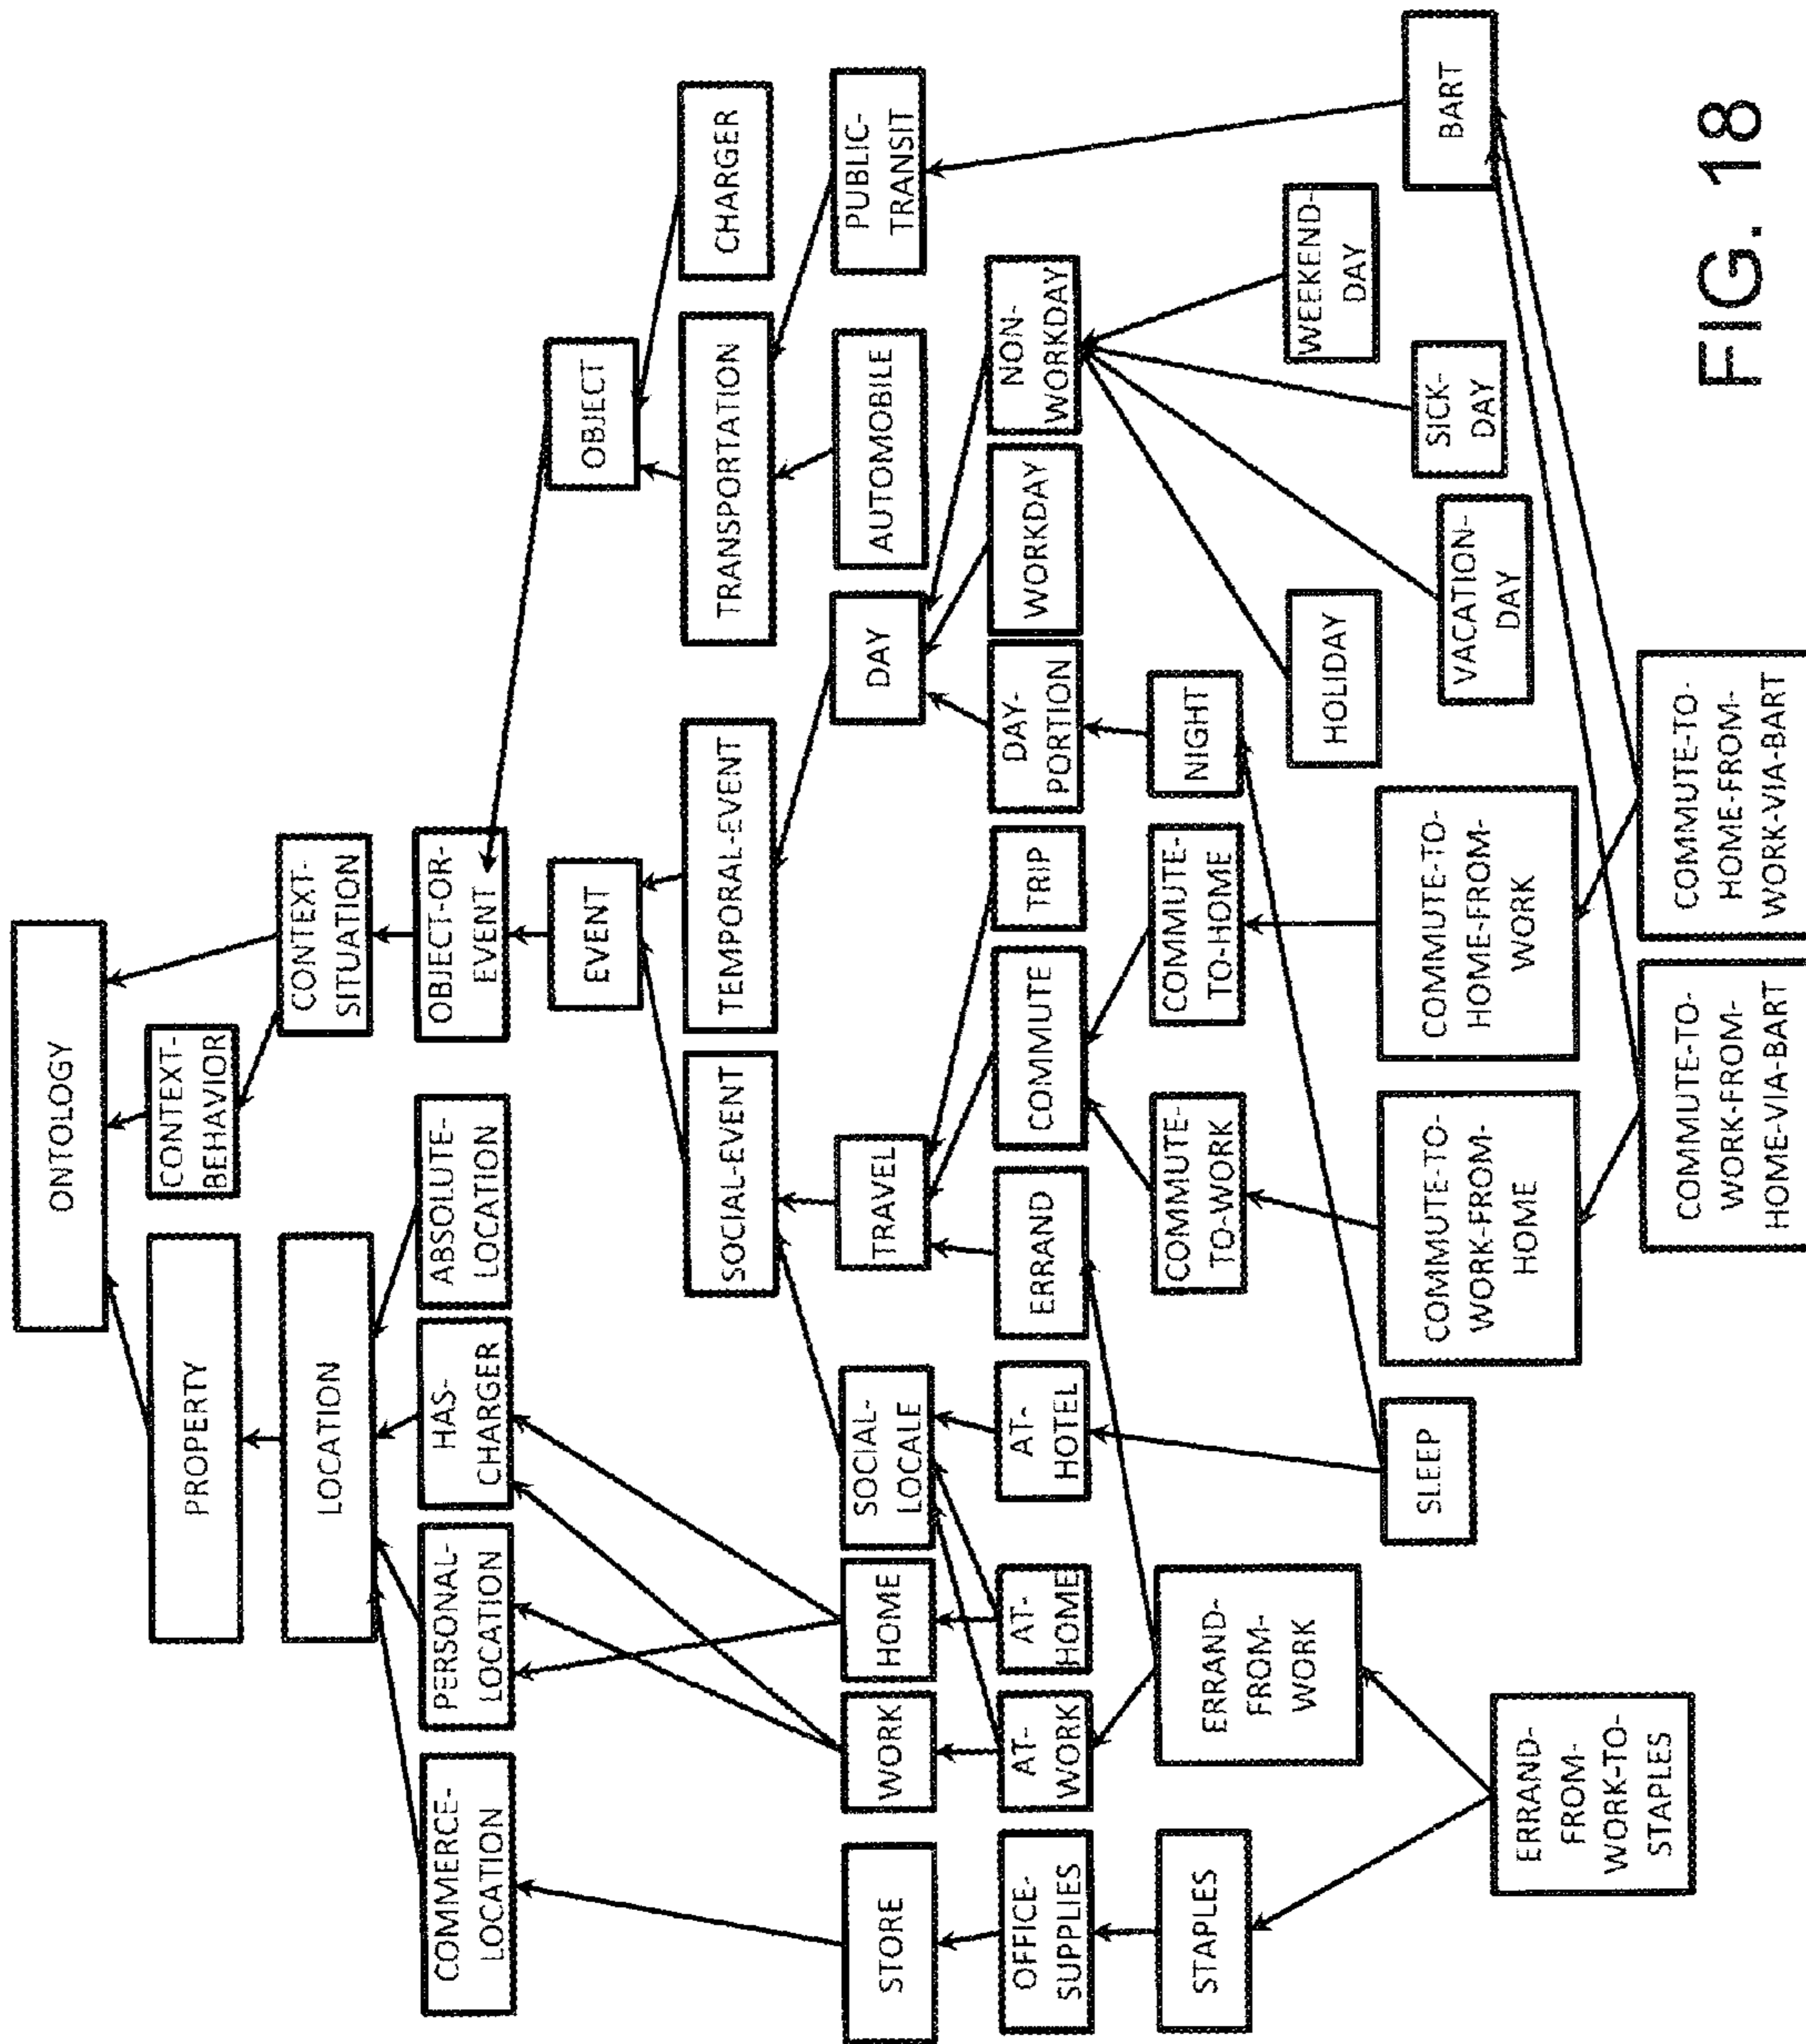 ONTOLOGY
PROPERTY
CONTEXT-
BEHAVIOR
LOCATION
CONTEXT-
SITUATION
COMMERCE-
LOCATION
PERSONAL-
LOCATION
HAS-
CHARGER
ABSOLUTE-
LOCATION
OBJECT-OR-
EVENT
EVENT
OBJECT
SOCIAL-EVENT
TEMPORAL-EVENT
TRANSPORTATION
CHARGER
STORE
WORK
HOME
SOCIAL-
LOCALE
TRAVEL
DAY
AUTOMOBILE
PUBLIC-
TRANSIT
OFFICE-
SUPPLIES
AT-
WORK
AT-
HOME
AT-
HOTEL
ERRAND
COMMUTE
TRIP
DAY-
PORTION
WORKDAY
NON-
WORKDAY
STAPLES
ERRAND-
FROM-
WORK
COMMUTE-
TO-WORK
COMMUTE-
TO-HOME
NIGHT
HOLIDAY
WEEKEND-
DAY
SLEEP
COMMUTE-TO-
WORK-FROM-
HOME
COMMUTE-TO-
HOME-FROM-
WORK
VACATION-
DAY
SICK-
DAY
BART
ERRAND-
FROM-
WORK-TO-
STAPLES
COMMUTE-TO-
WORK-FROM-
HOME-VIA-BART
COMMUTE-TO-
HOME-FROM-
WORK-VIA-BART
FIG. 18